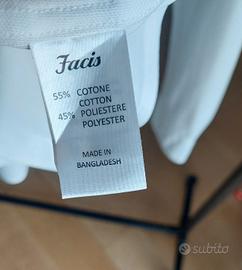 Facis
55% COTONE
COTTON
45% POLIESTERE
POLYESTER
MADE IN
BANGLADESH
subito